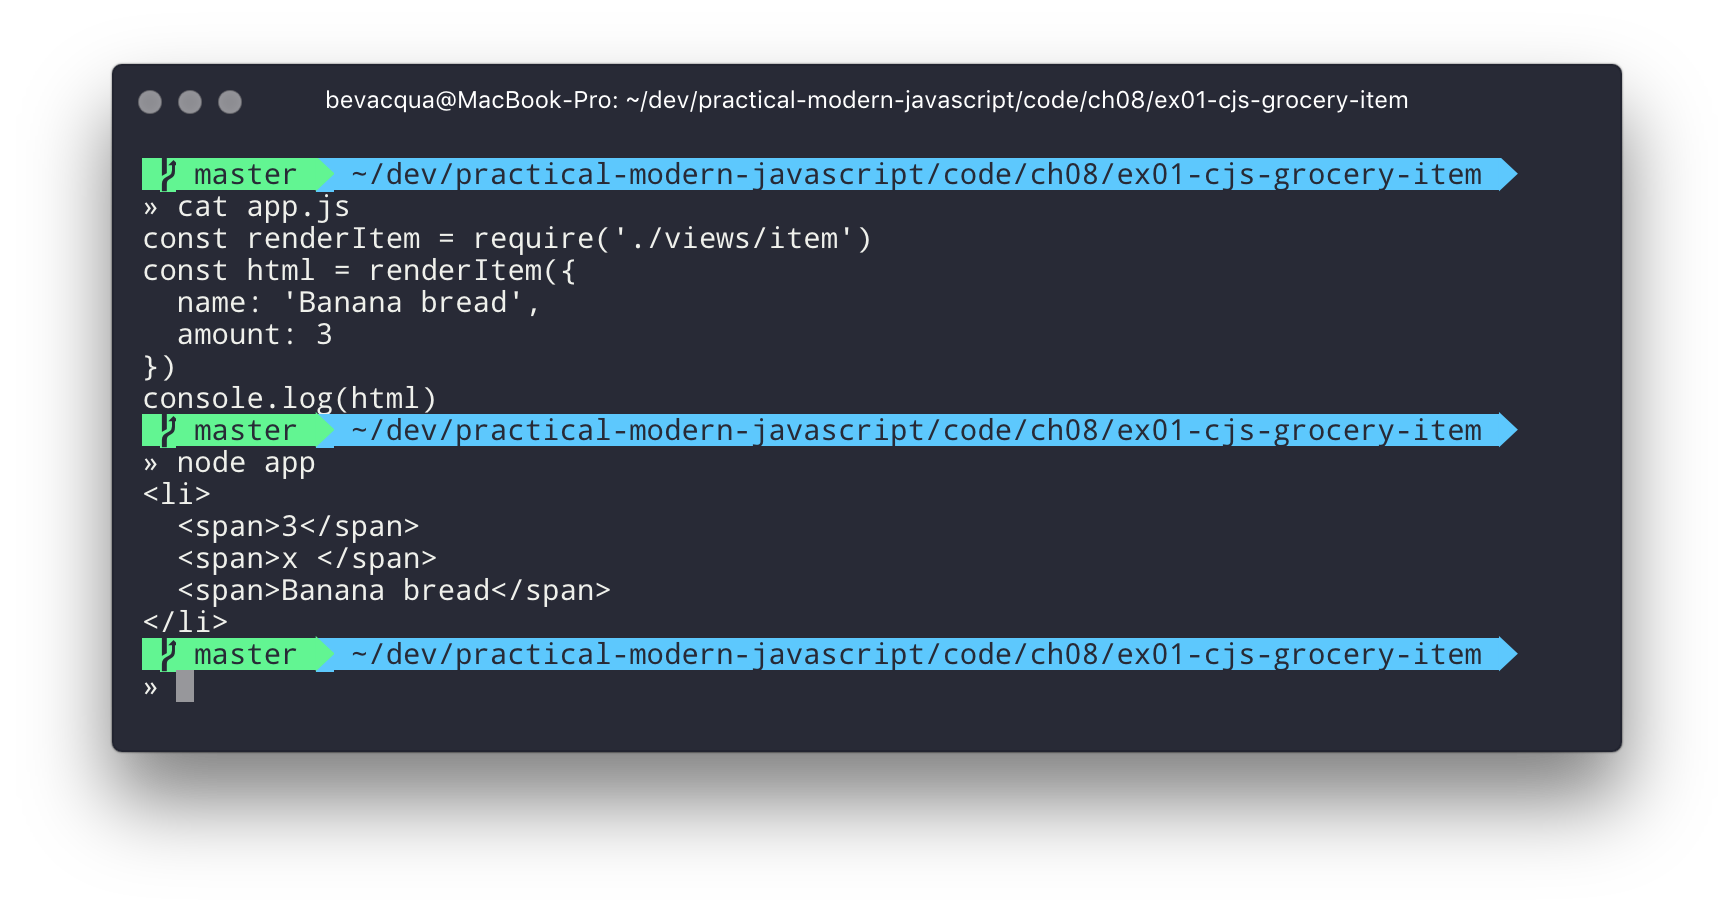 bevacqua@MacBook-Pro: ~/dev/practical-modern-javascript/code/ch08/ex01-cjs-grocery-item
master ~/dev/practical-modern-javascript/code/ch08/ex01-cjs-grocery-item
» cat app.js
const renderItem = require('./views/item')
const html = renderItem({
  name: 'Banana bread',
  amount: 3
})
console.log(html)
master ~/dev/practical-modern-javascript/code/ch08/ex01-cjs-grocery-item
» node app
<li>
  <span>3</span>
  <span>x </span>
  <span>Banana bread</span>
</li>
master ~/dev/practical-modern-javascript/code/ch08/ex01-cjs-grocery-item
»